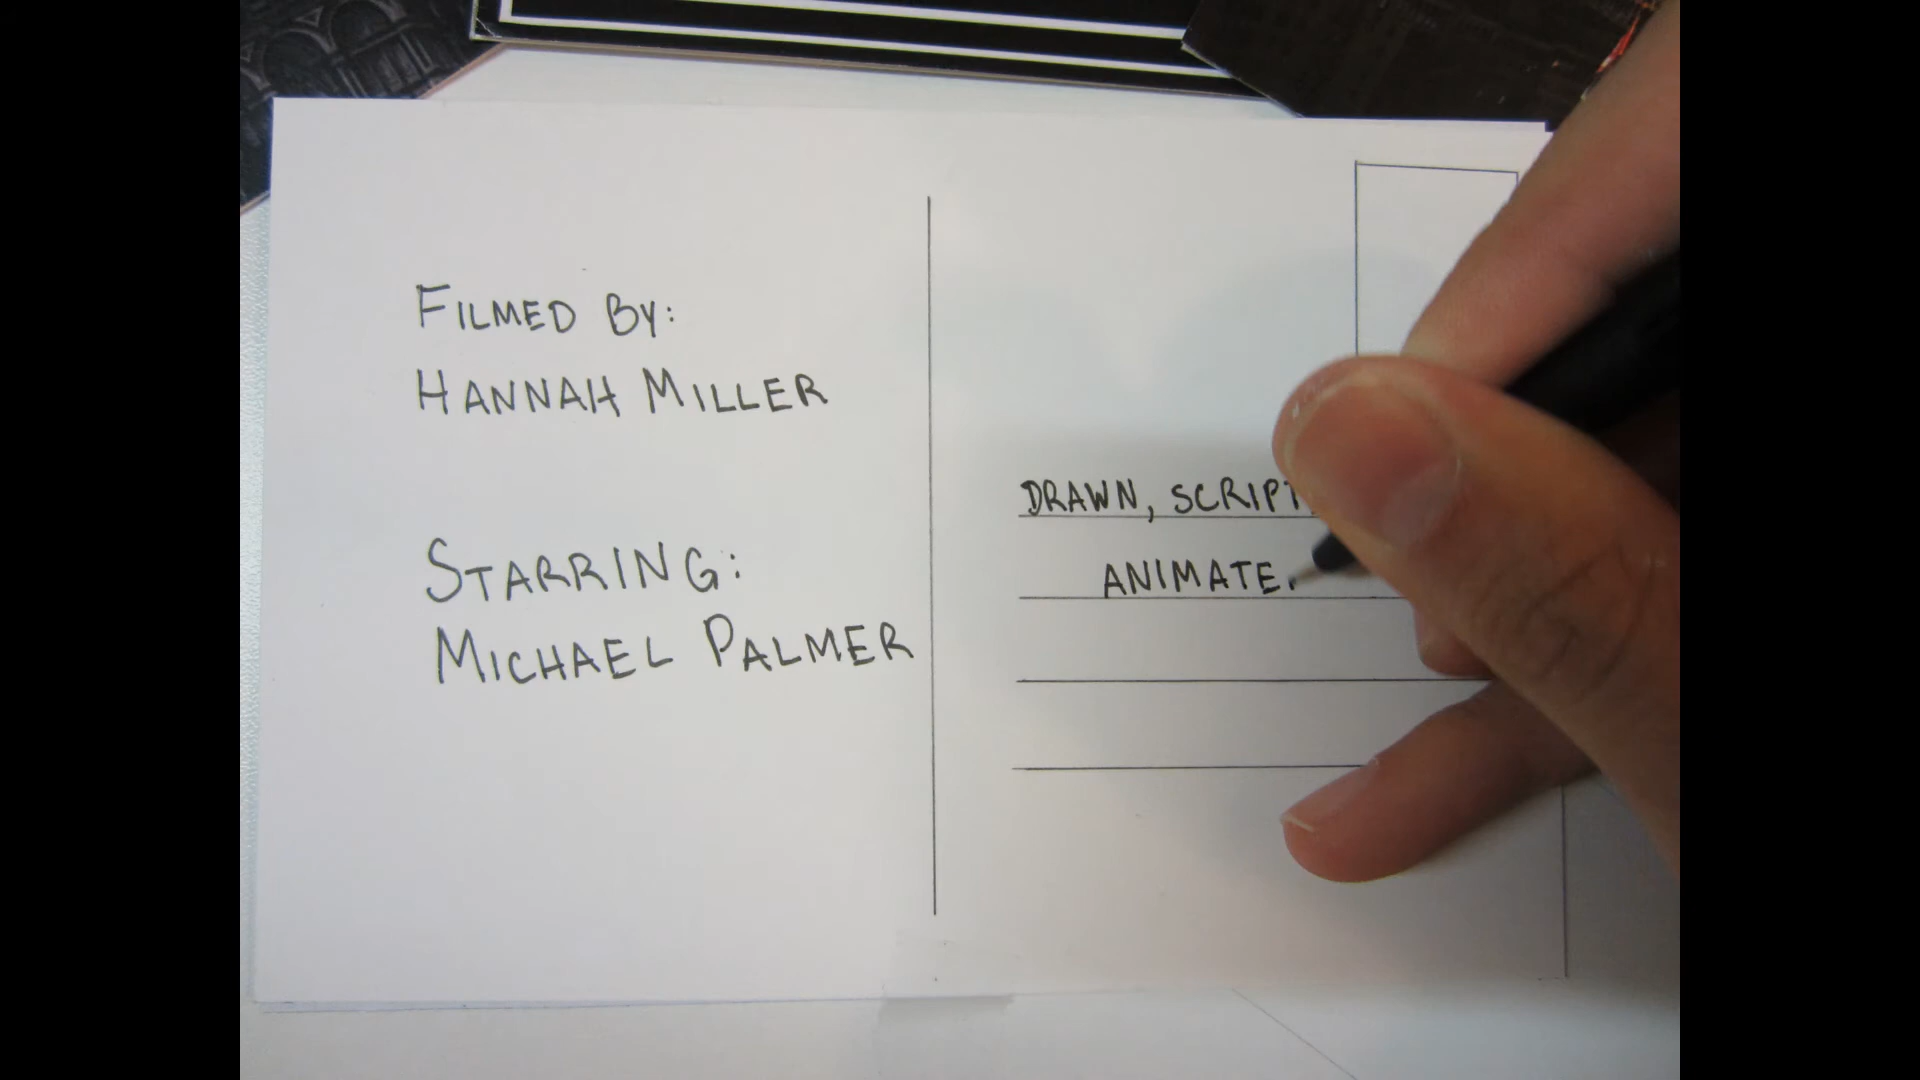 FILMED BY:
HANNAH MILLER
STARRING:
MICHAEL PALMER
DRAWN, SCRIPT
ANIMATE